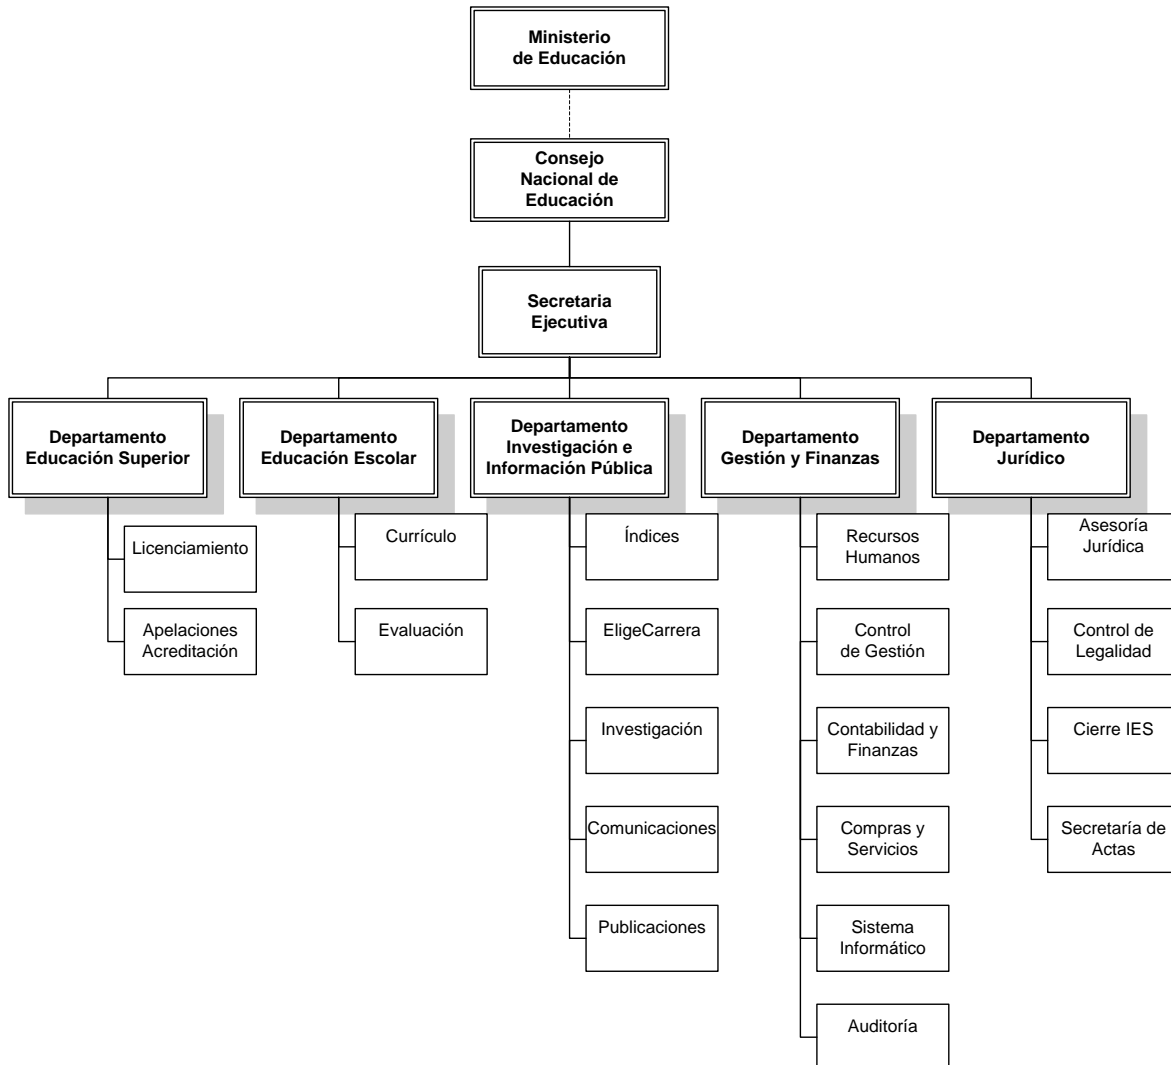 Ministerio
de Educación
Consejo
Nacional de
Educación
Secretaria
Ejecutiva
Departamento
Educación Superior
Departamento
Educación Escolar
Departamento
Investigación e
Información Pública
Departamento
Gestión y Finanzas
Departamento
Jurídico
Licenciamiento
Apelaciones
Acreditación
Currículo
Evaluación
Índices
EligeCarrera
Investigación
Comunicaciones
Publicaciones
Recursos
Humanos
Control
de Gestión
Contabilidad y
Finanzas
Compras y
Servicios
Sistema
Informático
Auditoría
Asesoría
Jurídica
Control de
Legalidad
Cierre IES
Secretaría de
Actas